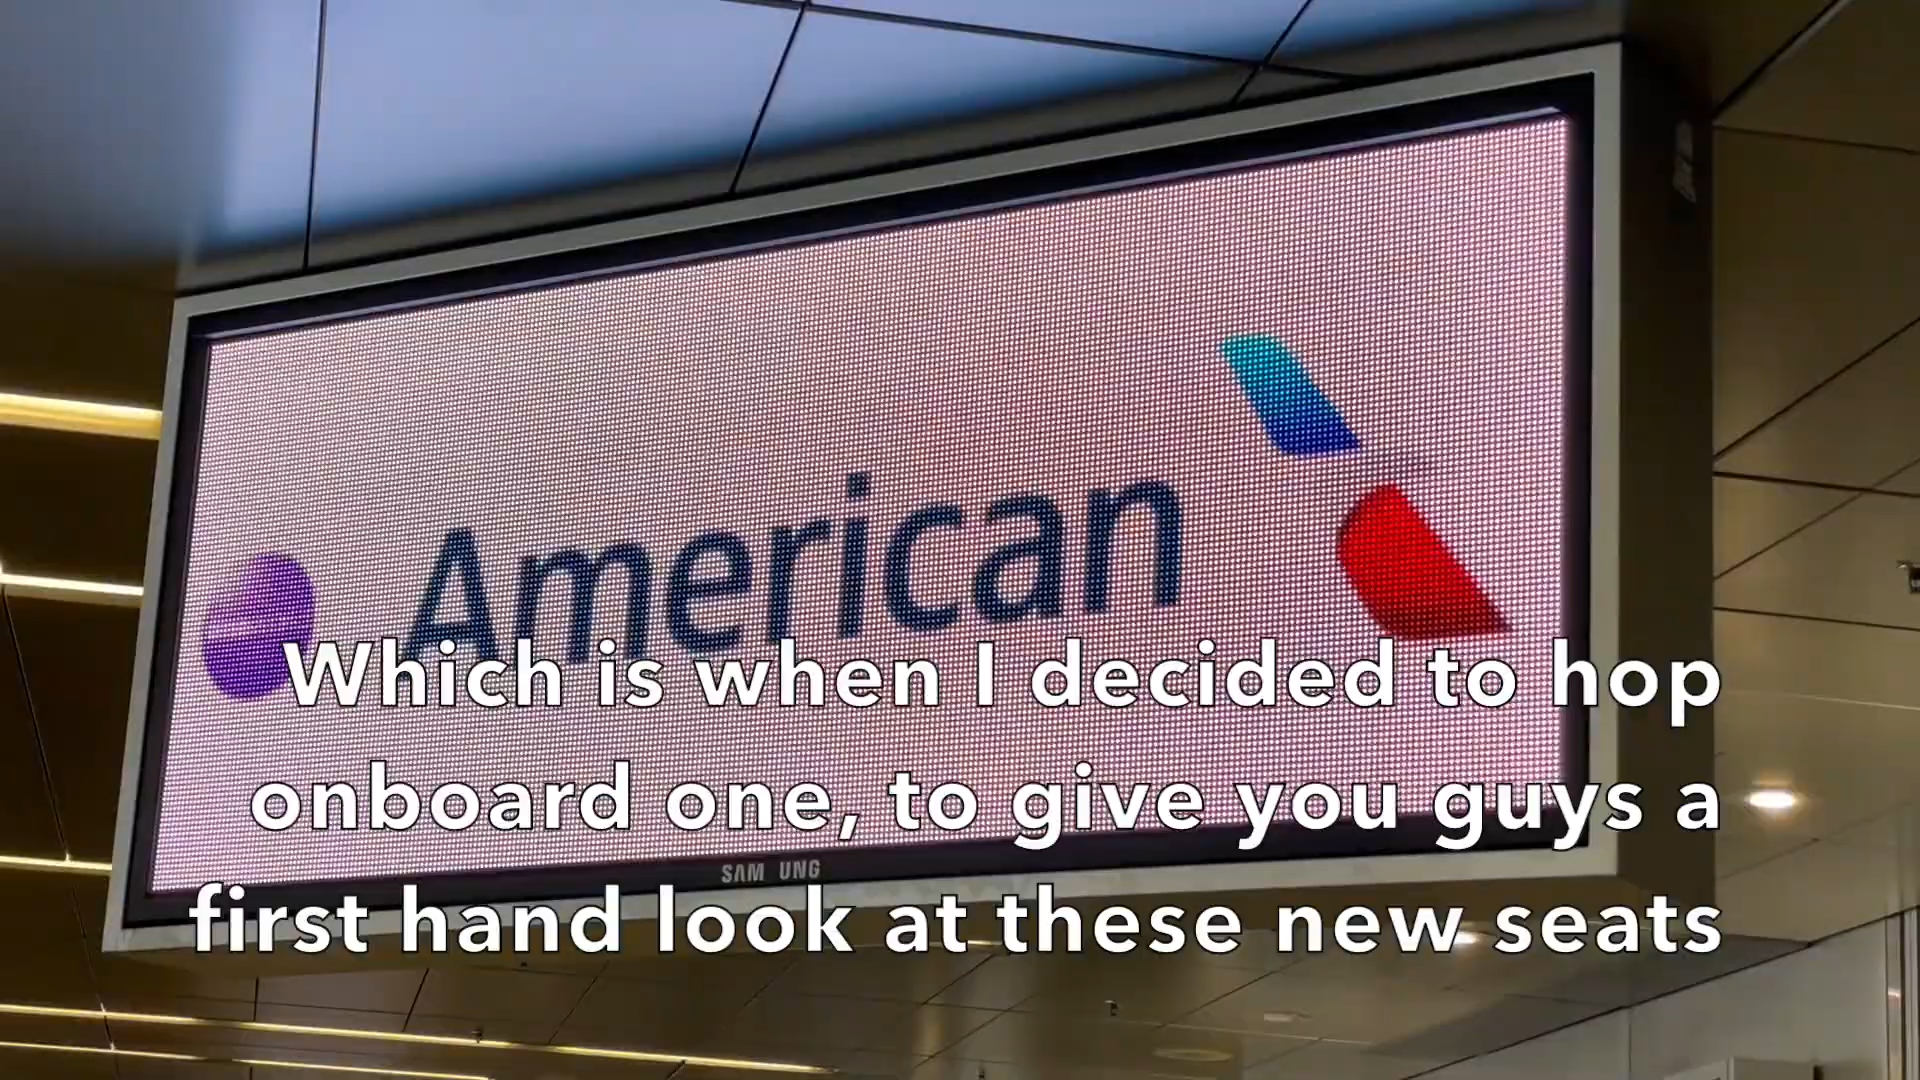 American
Which is when I decided to hop
onboard one, to give you guys a
SAM UNG
first hand look at these new seats